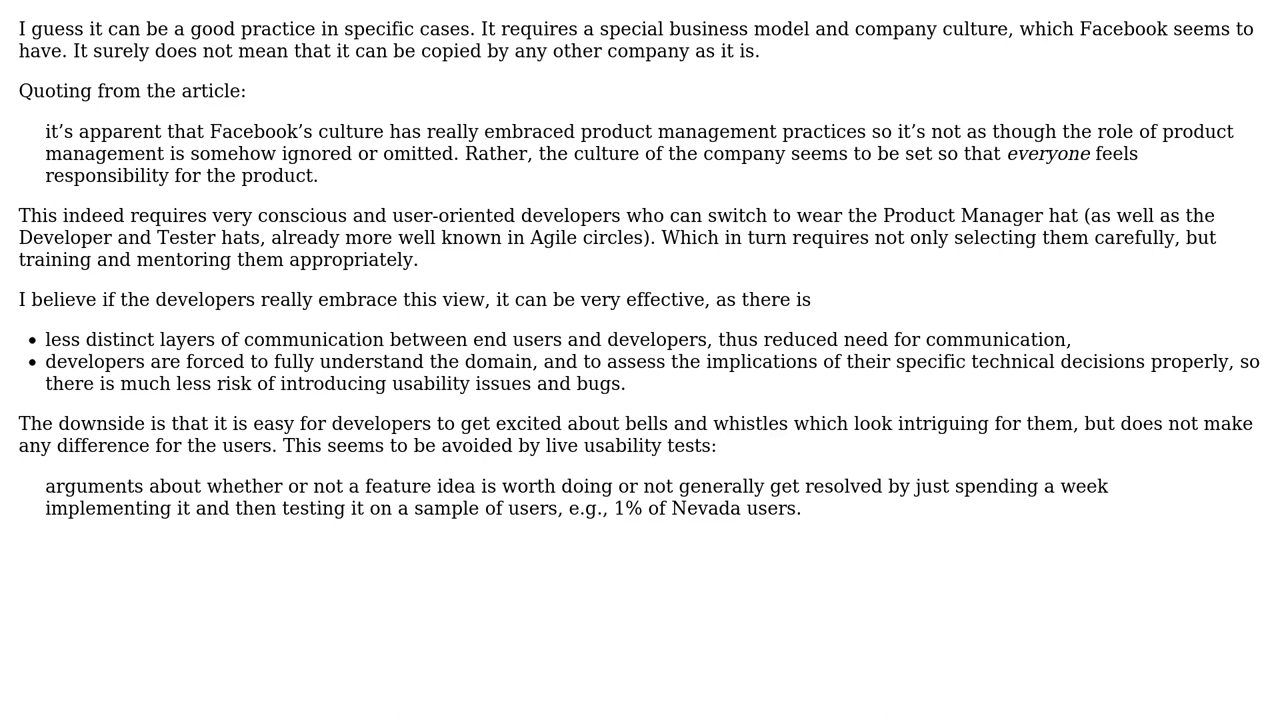 I guess it can be a good practice in specific cases. It requires a special business model and company culture, which Facebook seems to
have. It surely does not mean that it can be copied by any other company as it is.
Quoting from the article:
it’s apparent that Facebook’s culture has really embraced product management practices so it’s not as though the role of product
management is somehow ignored or omitted. Rather, the culture of the company seems to be set so that everyone feels
responsibility for the product.
This indeed requires very conscious and user-oriented developers who can switch to wear the Product Manager hat (as well as the
Developer and Tester hats, already more well known in Agile circles). Which in turn requires not only selecting them carefully, but
training and mentoring them appropriately.
I believe if the developers really embrace this view, it can be very effective, as there is
• less distinct layers of communication between end users and developers, thus reduced need for communication,
• developers are forced to fully understand the domain, and to assess the implications of their specific technical decisions properly, so
there is much less risk of introducing usability issues and bugs.
The downside is that it is easy for developers to get excited about bells and whistles which look intriguing for them, but does not make
any difference for the users. This seems to be avoided by live usability tests:
arguments about whether or not a feature idea is worth doing or not generally get resolved by just spending a week
implementing it and then testing it on a sample of users, e.g., 1% of Nevada users.